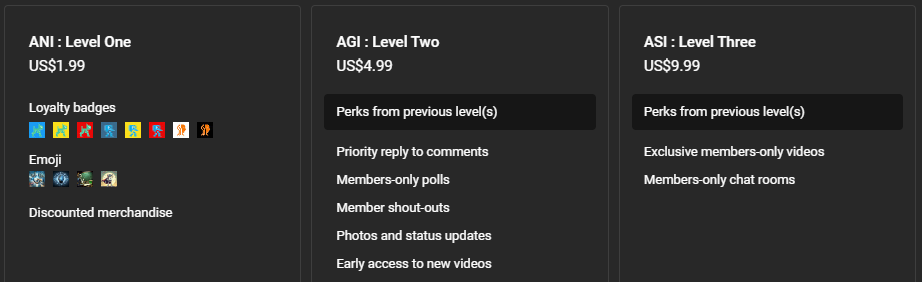 ANI : Level One
US$1.99
Loyalty badges
Emoji
Discounted merchandise
AGI : Level Two
US$4.99
Perks from previous level(s)
Priority reply to comments
Members-only polls
Member shout-outs
Photos and status updates
Early access to new videos
ASI : Level Three
US$9.99
Perks from previous level(s)
Exclusive members-only videos
Members-only chat rooms